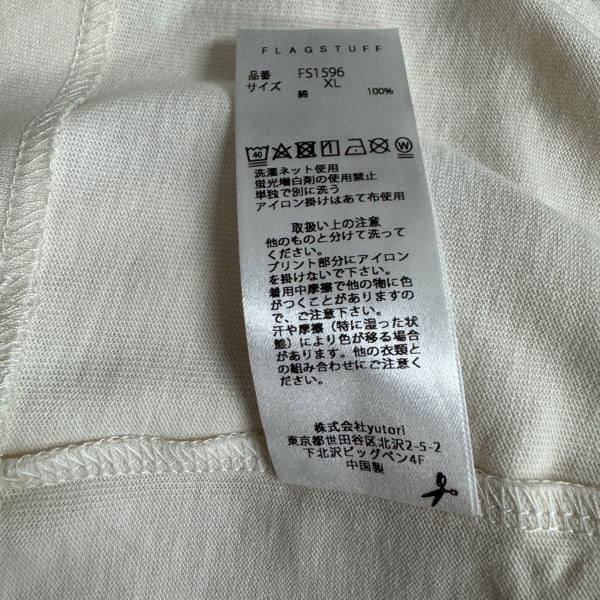 FLAGSTUFF
品番 FS1596
サイズ XL
綿 100%
40 W
洗濯ネット使用
蛍光増白剤の使用禁止
単独で別に洗う
アイロン掛けはあて布使用
取扱い上の注意
他のものと分けて洗って
ください。
プリント部分にアイロン
を掛けないで下さい。
着用中摩擦で他の物に色
がつくことがありますの
で、ご注意下さい。
汗や摩擦（特に湿った状
態）により色が移る場合
があります。他の衣類と
の組み合わせにご注意く
ださい。
株式会社yutori
東京都世田谷区北沢2-5-2
下北沢ビッグベン4F
中国製